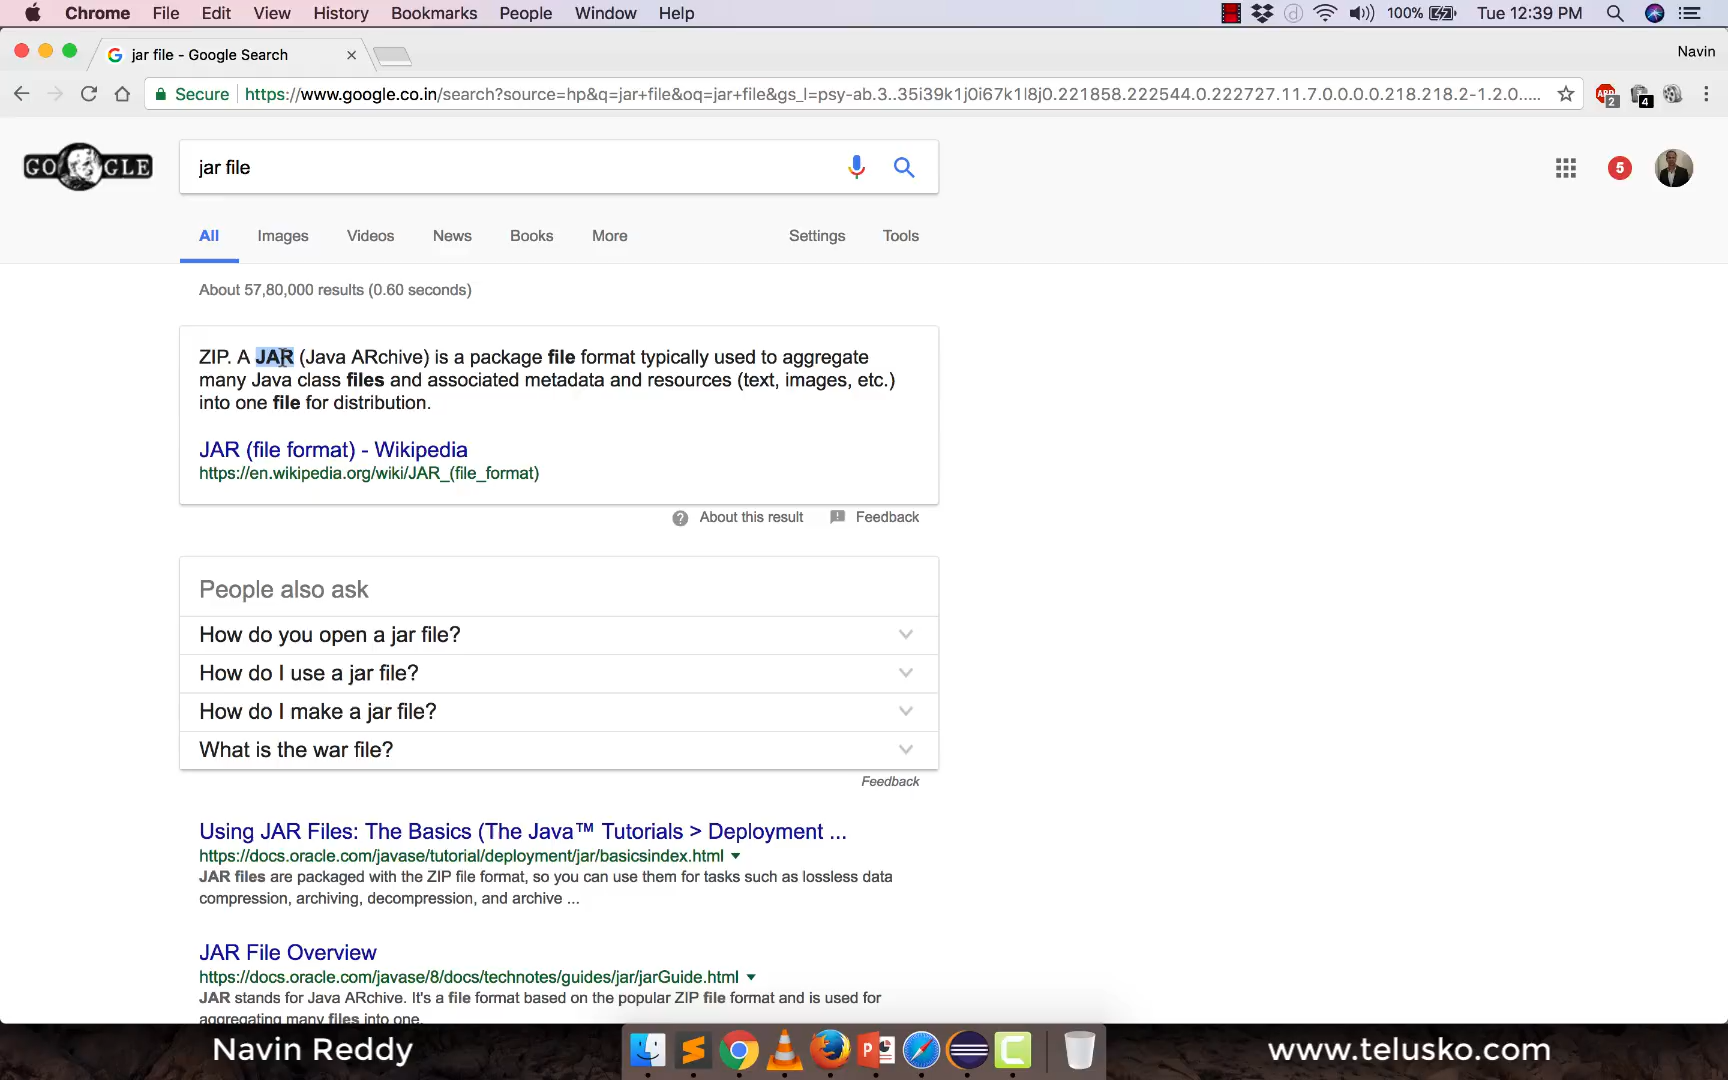 Chrome File Edit View History Bookmarks People Window Help 100% Tue 12:39 PM
jar file - Google Search Navin
Secure https://www.google.co.in/search?source=hp&q=jar+file&oq=jar+file&gs_l=psy-ab.3..35i39k1j0i67k1l8j0.221858.222544.0.222727.11.7.0.0.0.0.218.218.2-1.2.0.....
ABP 2 4
GOOGLE jar file 5
All Images Videos News Books More Settings Tools
About 57,80,000 results (0.60 seconds)
ZIP. A JAR (Java ARchive) is a package file format typically used to aggregate
many Java class files and associated metadata and resources (text, images, etc.)
into one file for distribution.
JAR (file format) - Wikipedia
https://en.wikipedia.org/wiki/JAR_(file_format)
About this result Feedback
People also ask
How do you open a jar file?
How do I use a jar file?
How do I make a jar file?
What is the war file?
Feedback
Using JAR Files: The Basics (The Java™ Tutorials > Deployment ...
https://docs.oracle.com/javase/tutorial/deployment/jar/basicsindex.html
JAR files are packaged with the ZIP file format, so you can use them for tasks such as lossless data
compression, archiving, decompression, and archive ...
JAR File Overview
https://docs.oracle.com/javase/8/docs/technotes/guides/jar/jarGuide.html
JAR stands for Java ARchive. It's a file format based on the popular ZIP file format and is used for
aggregating many files into one.
Navin Reddy www.telusko.com